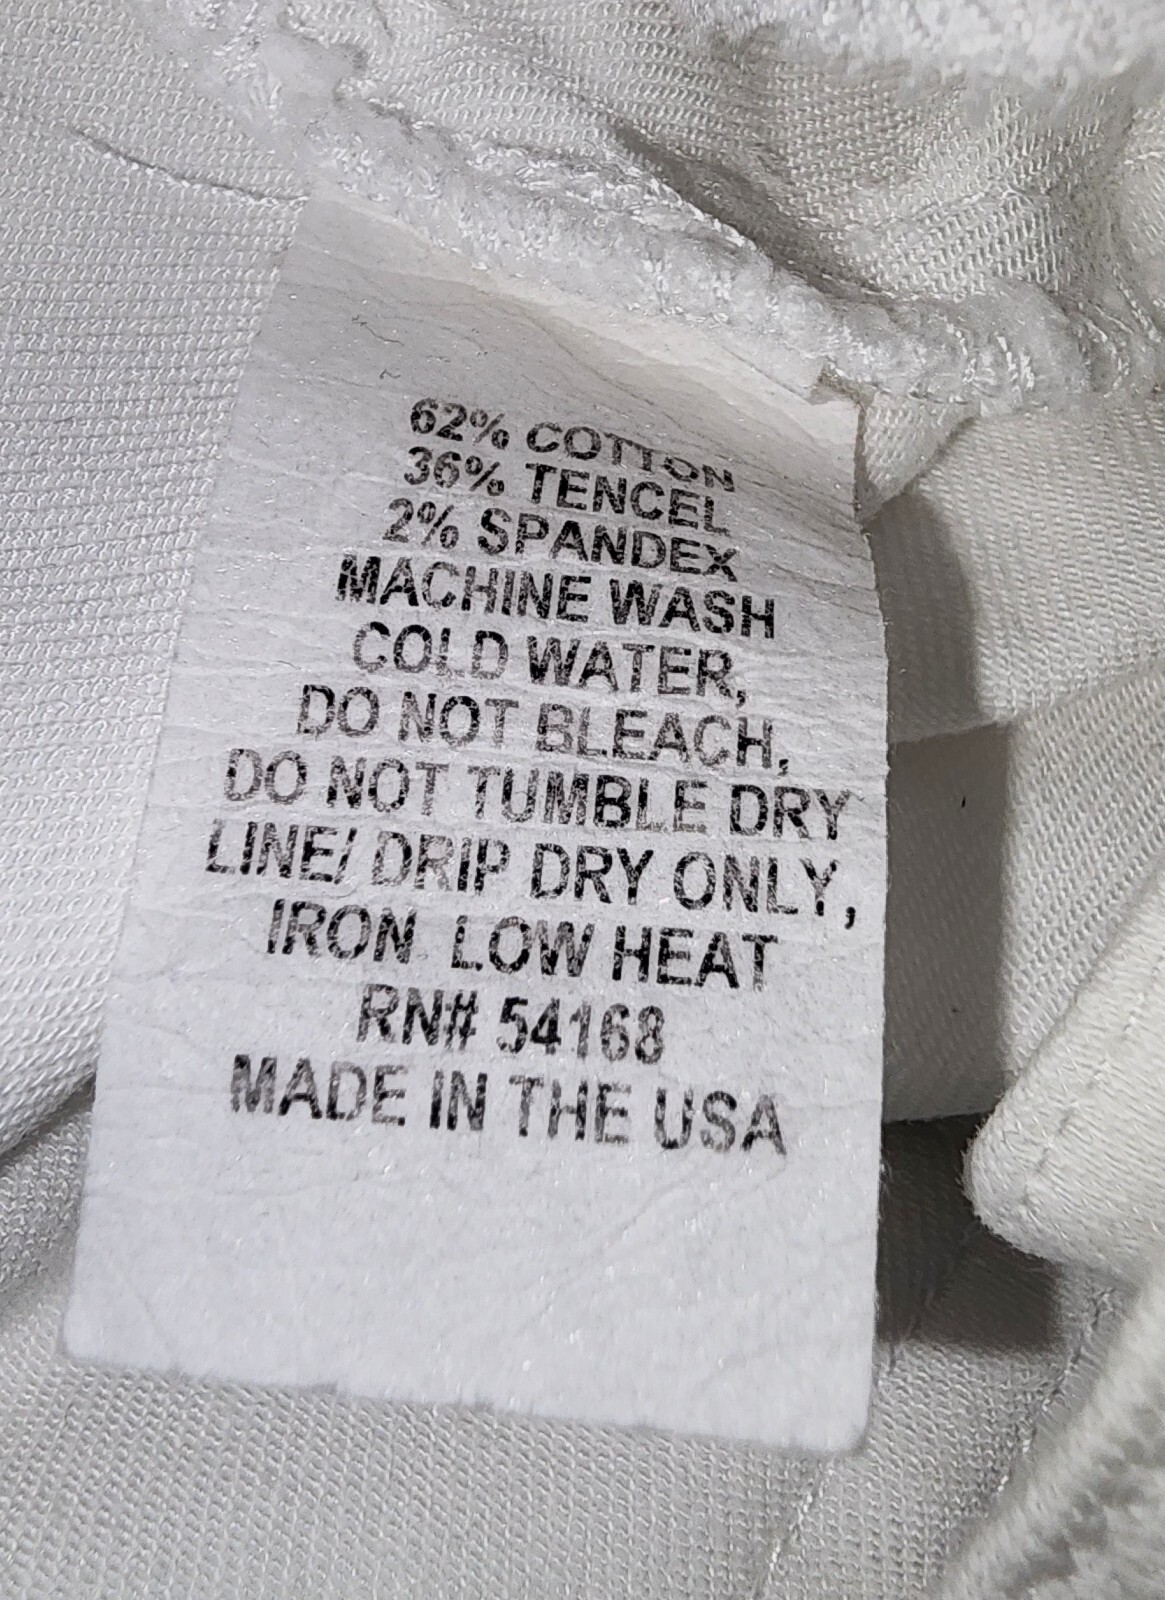 62% COTTON
36% TENCEL
2% SPANDEX
MACHINE WASH
COLD WATER,
DO NOT BLEACH,
DO NOT TUMBLE DRY
LINE/ DRIP DRY ONLY,
IRON LOW HEAT
RN# 54168
MADE IN THE USA